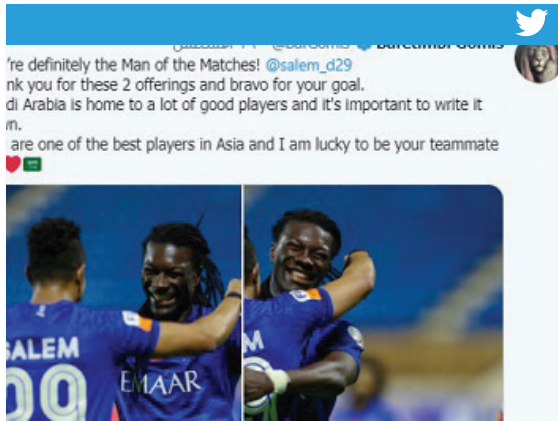 @BafGomis Bafetimbi Gomis
're definitely the Man of the Matches! @salem_d29
nk you for these 2 offerings and bravo for your goal.
di Arabia is home to a lot of good players and it's important to write it
n.
are one of the best players in Asia and I am lucky to be your teammate
SALEM
EMAAR
M